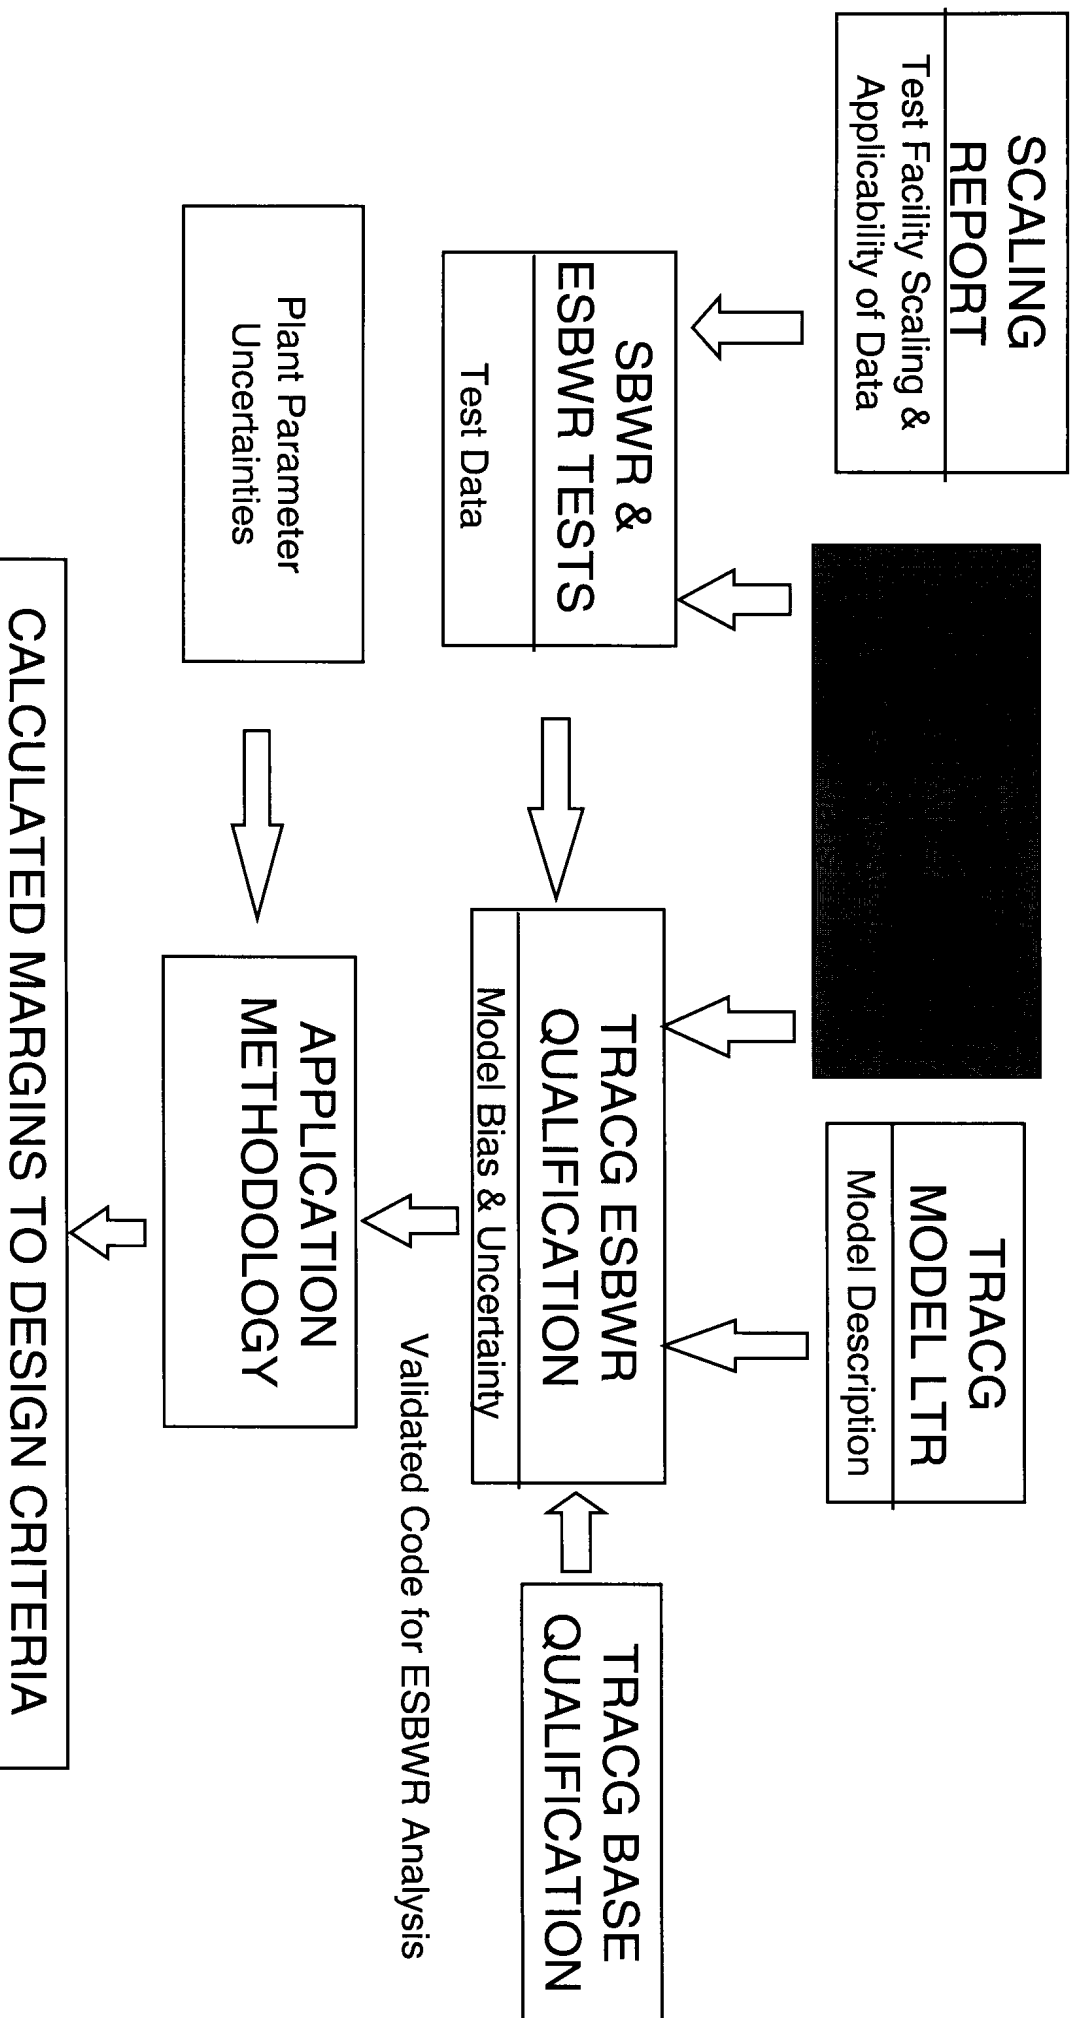 SCALING
REPORT
Test Facility Scaling &
Applicability of Data
TRACG
MODEL LTR
Model Description
SBWR &
ESBWR TESTS
Test Data
TRACG ESBWR
QUALIFICATION
Model Bias & Uncertainty
TRACG BASE
QUALIFICATION
Validated Code for ESBWR Analysis
Plant Parameter
Uncertainties
APPLICATION
METHODOLOGY
CALCULATED MARGINS TO DESIGN CRITERIA